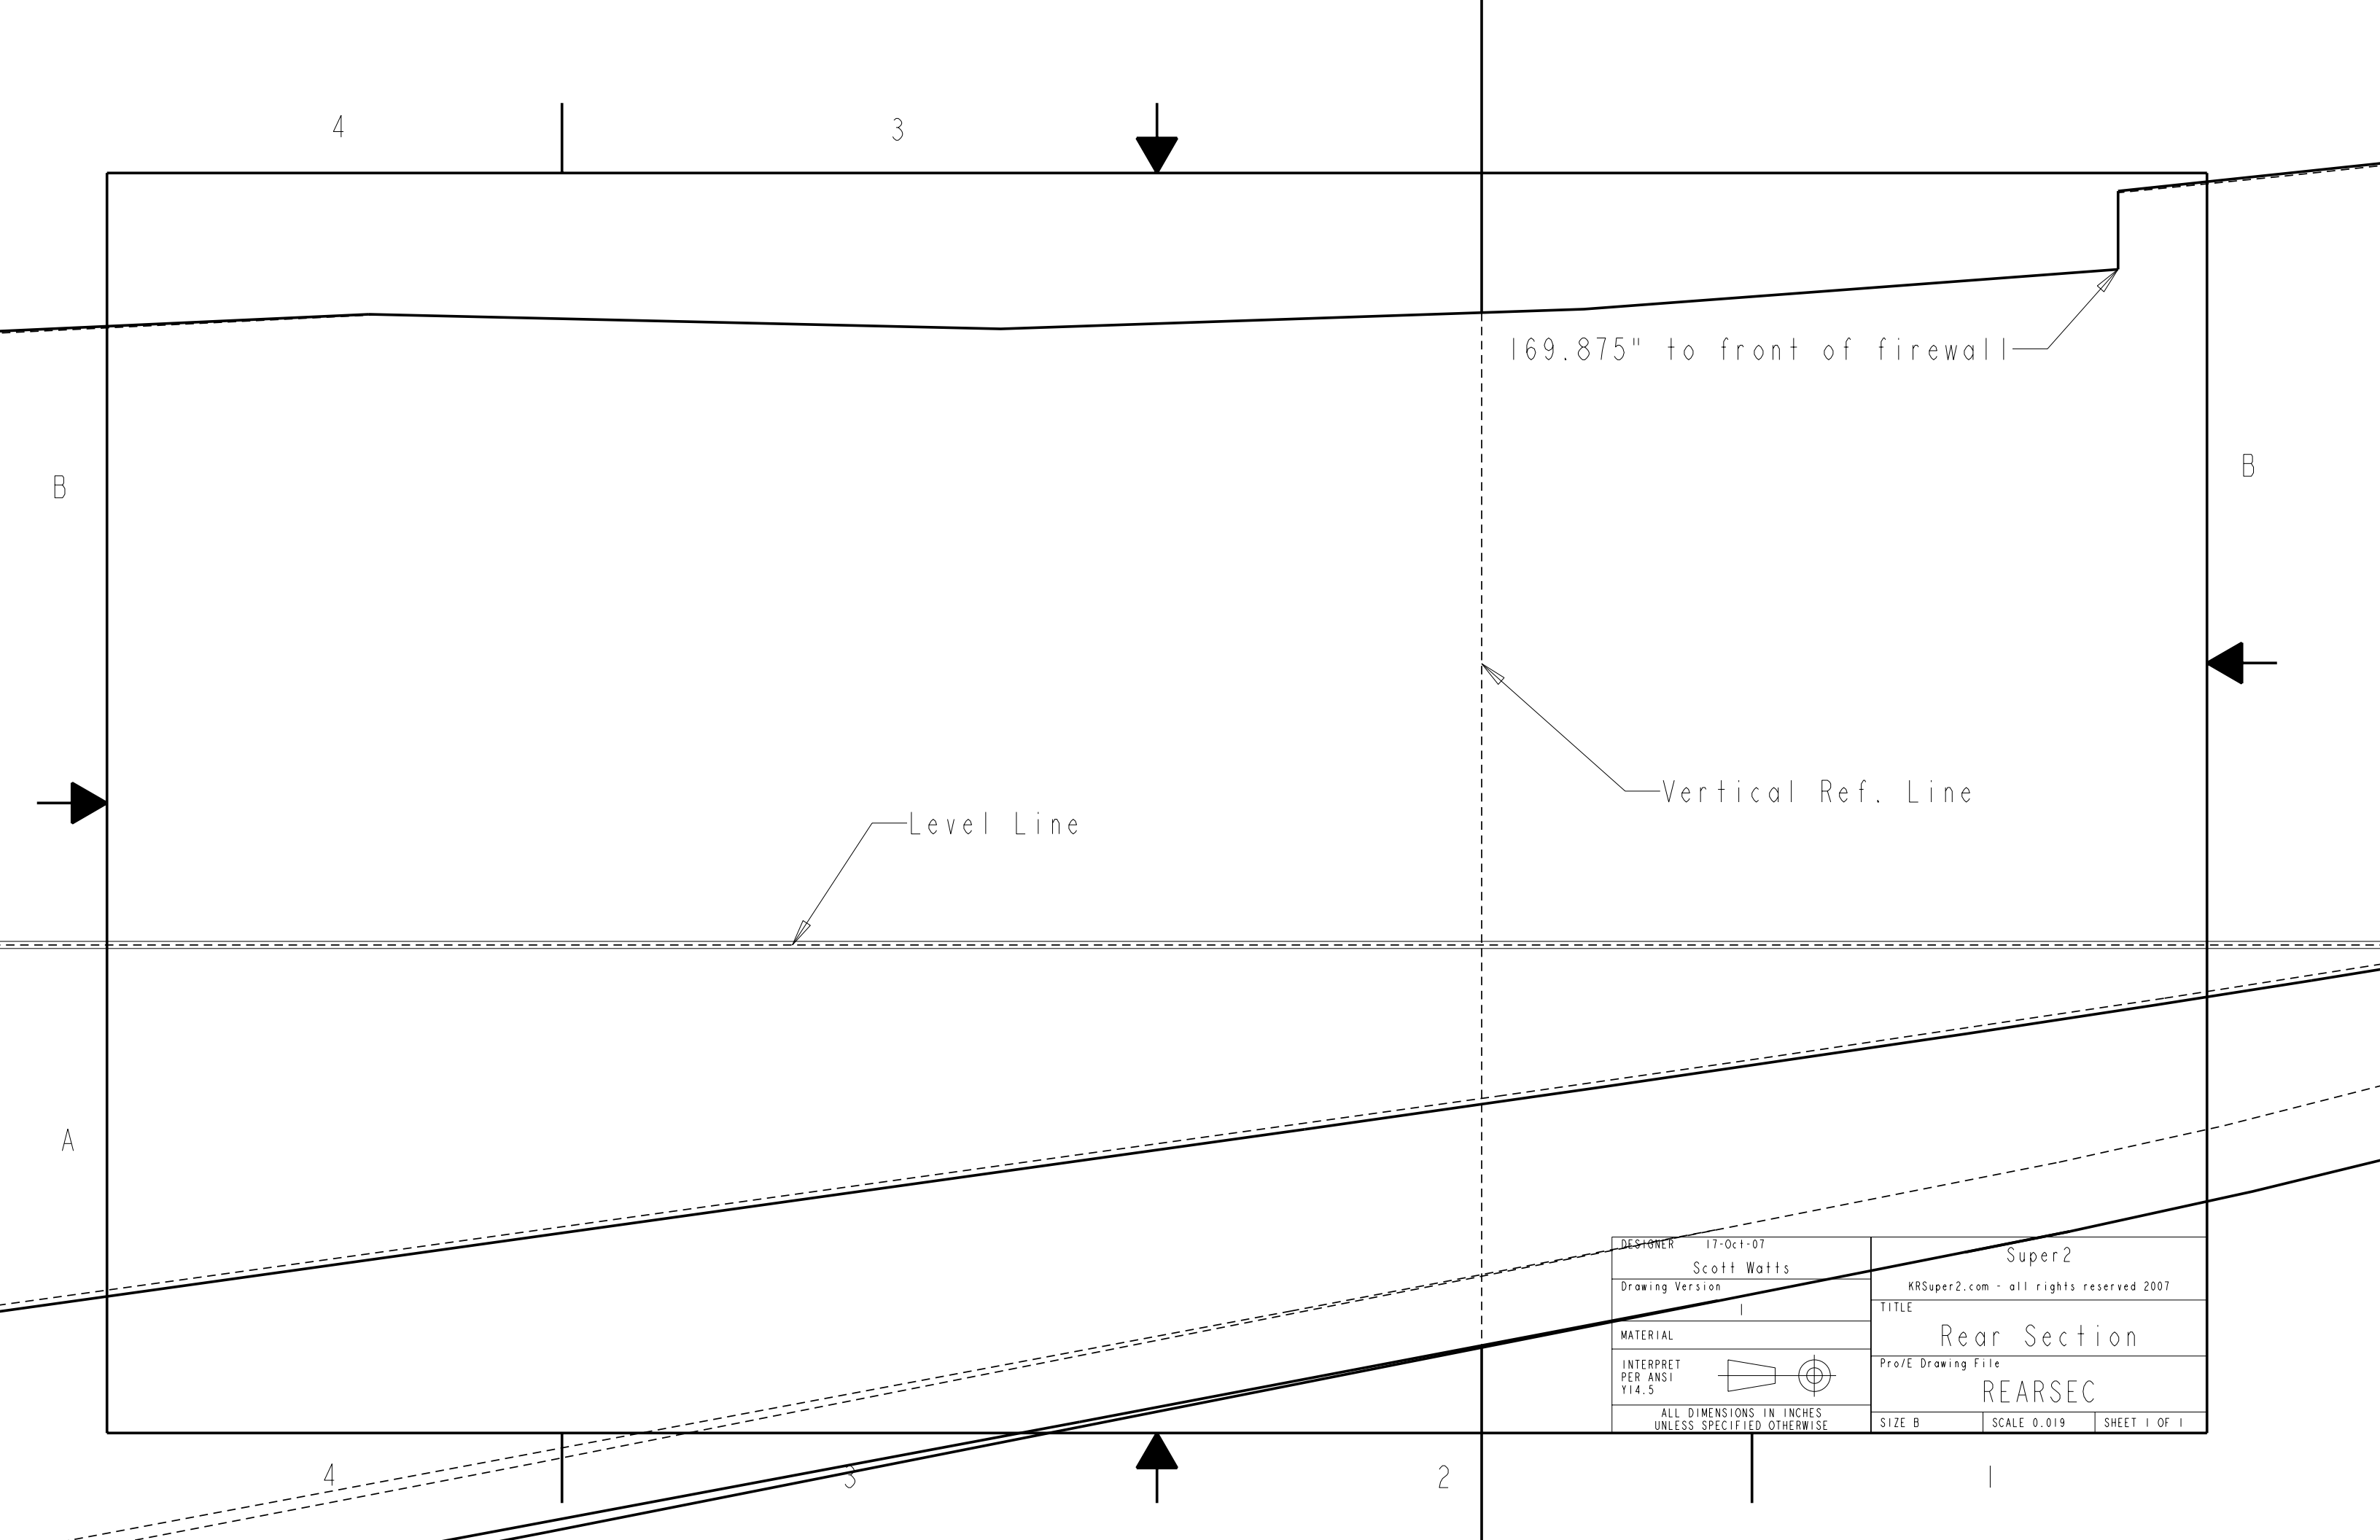 4 3
B B
169.875" to front of firewall
Vertical Ref. Line
Level Line
A
DESIGNER 17-Oct-07
Scott Watts
Drawing Version
1
MATERIAL
INTERPRET
PER ANSI
Y14.5
ALL DIMENSIONS IN INCHES
UNLESS SPECIFIED OTHERWISE
Super2
KRSuper2.com - all rights reserved 2007
TITLE
Rear Section
Pro/E Drawing File
REARSEC
SIZE B SCALE 0.019 SHEET 1 OF 1
4 3 2 1